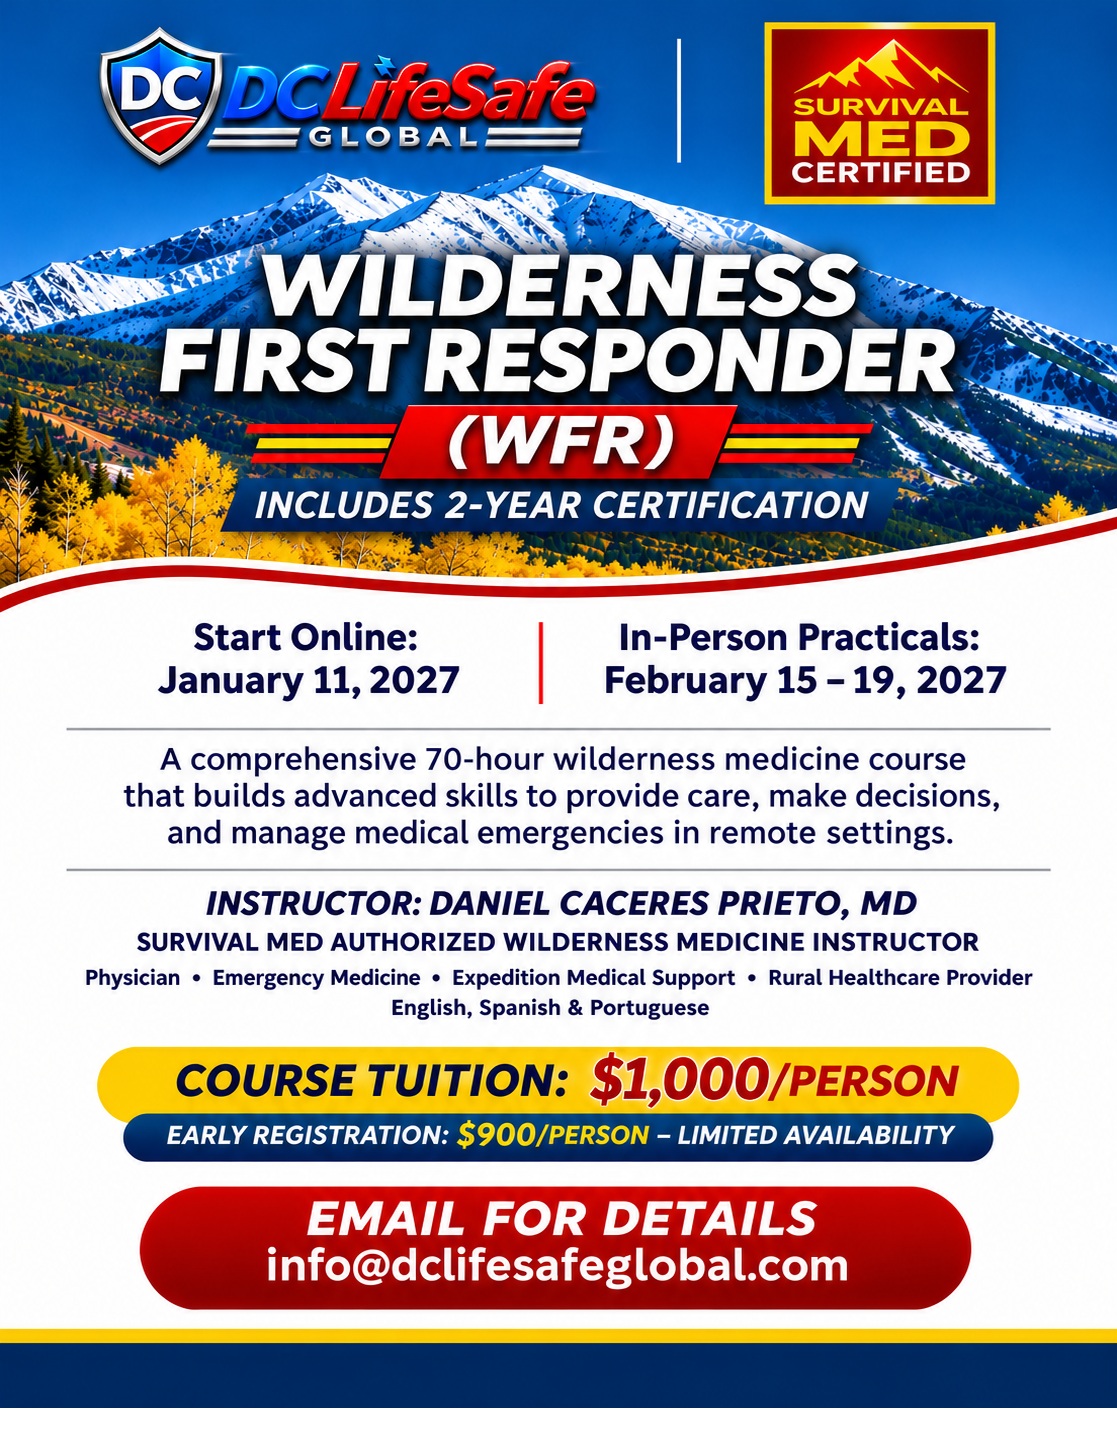 DC
DCLifeSafe
GLOBAL
SURVIVAL
MED
CERTIFIED
WILDERNESS
FIRST RESPONDER
(WFR)
INCLUDES 2-YEAR CERTIFICATION
Start Online:
January 11, 2027
In-Person Practicals:
February 15 – 19, 2027
A comprehensive 70-hour wilderness medicine course
that builds advanced skills to provide care, make decisions,
and manage medical emergencies in remote settings.
INSTRUCTOR: DANIEL CACERES PRIETO, MD
SURVIVAL MED AUTHORIZED WILDERNESS MEDICINE INSTRUCTOR
Physician • Emergency Medicine • Expedition Medical Support • Rural Healthcare Provider
English, Spanish & Portuguese
COURSE TUITION: $1,000/PERSON
EARLY REGISTRATION: $900/PERSON – LIMITED AVAILABILITY
EMAIL FOR DETAILS
info@dclifesafeglobal.com